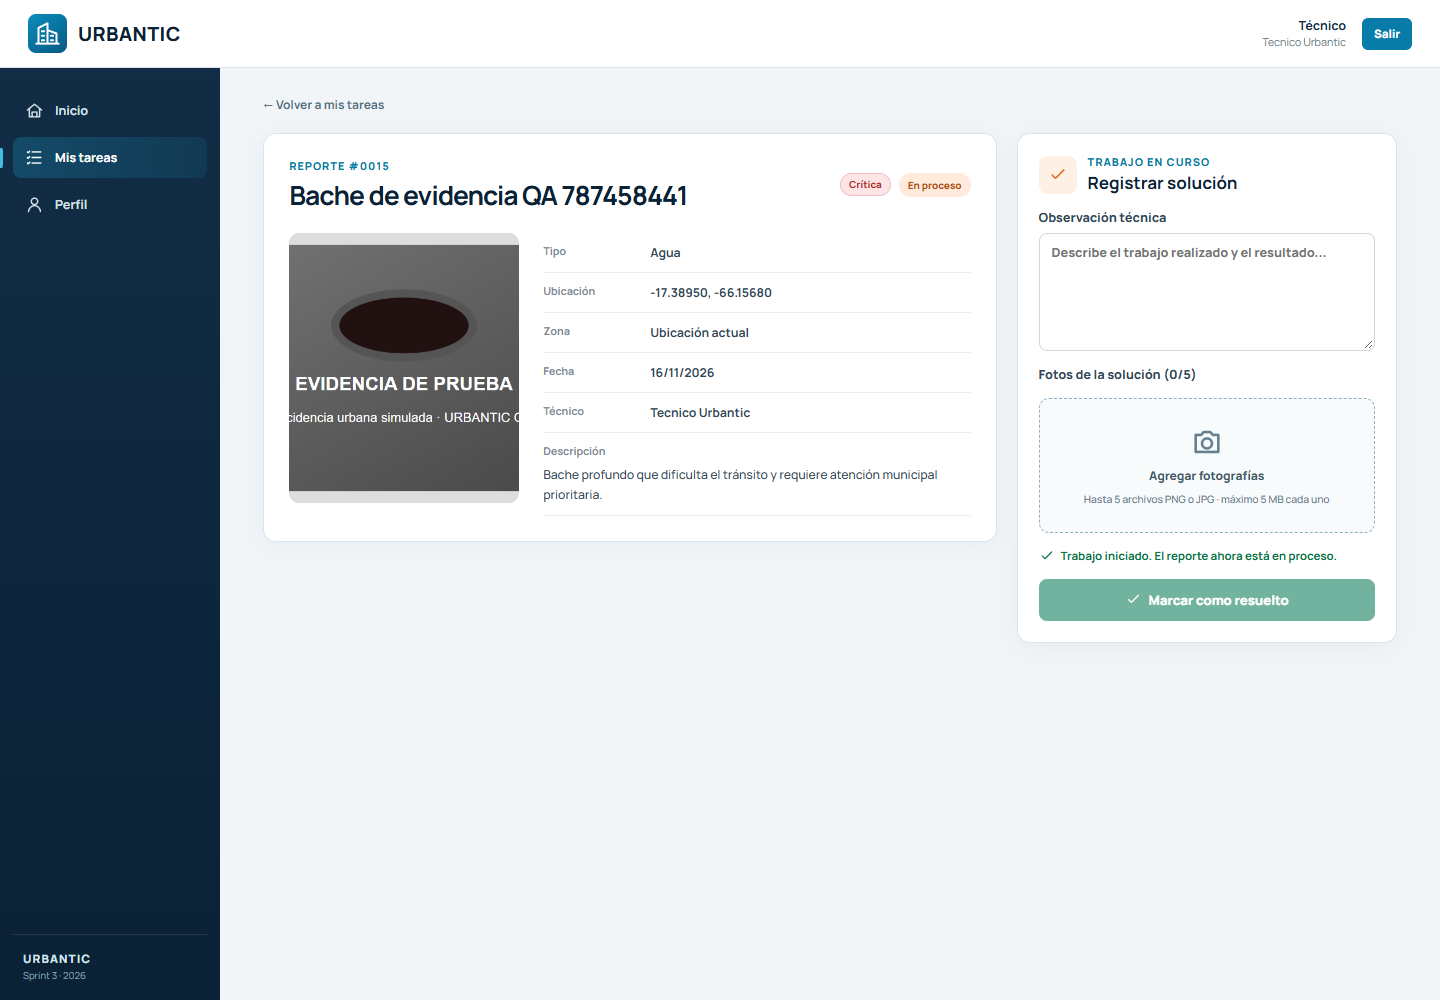 URBANTIC
Técnico
Tecnico Urbantic
Salir
Inicio
Mis tareas
Perfil
← Volver a mis tareas
REPORTE #0015
Bache de evidencia QA 787458441
Crítica
En proceso
EVIDENCIA DE PRUEBA
cidencia urbana simulada · URBANTIC
Tipo
Agua
Ubicación
-17.38950, -66.15680
Zona
Ubicación actual
Fecha
16/11/2026
Técnico
Tecnico Urbantic
Descripción
Bache profundo que dificulta el tránsito y requiere atención municipal
prioritaria.
TRABAJO EN CURSO
Registrar solución
Observación técnica
Describe el trabajo realizado y el resultado...
Fotos de la solución (0/5)
Agregar fotografías
Hasta 5 archivos PNG o JPG · máximo 5 MB cada uno
Trabajo iniciado. El reporte ahora está en proceso.
Marcar como resuelto
URBANTIC
Sprint 3 · 2026